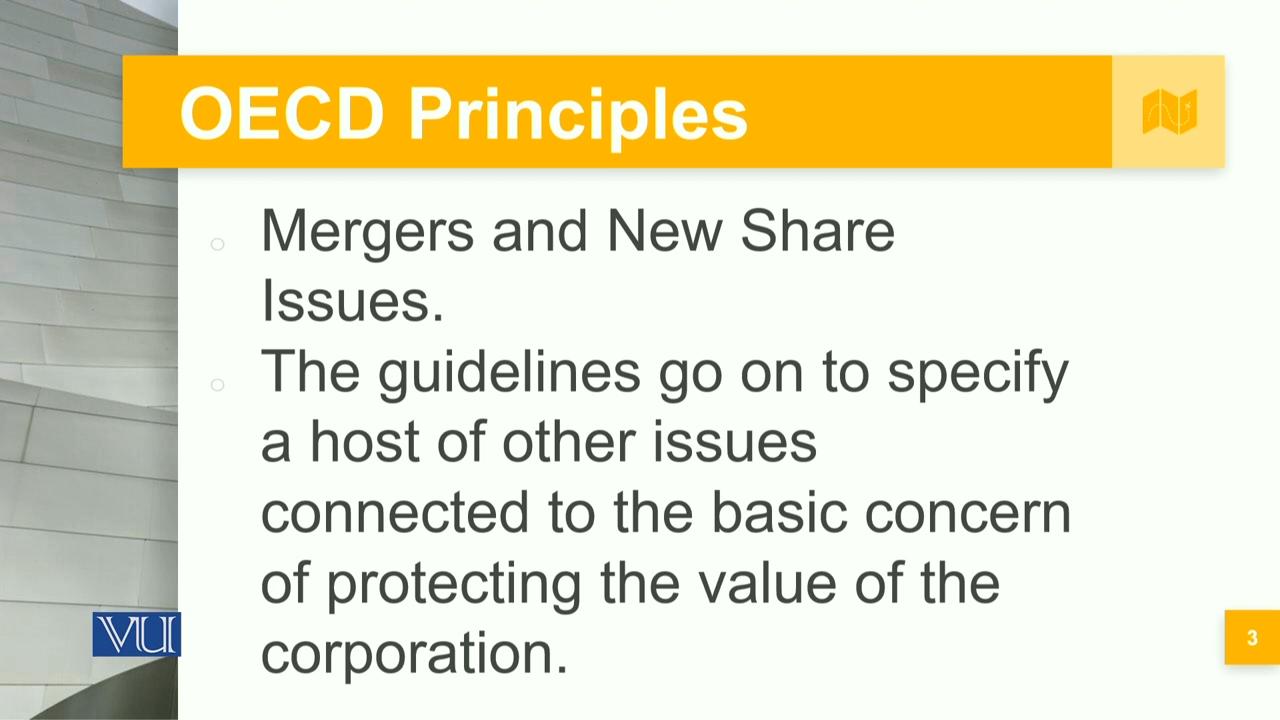 OECD Principles
Mergers and New Share
Issues.
The guidelines go on to specify
a host of other issues
connected to the basic concern
of protecting the value of the
corporation.
VU
3